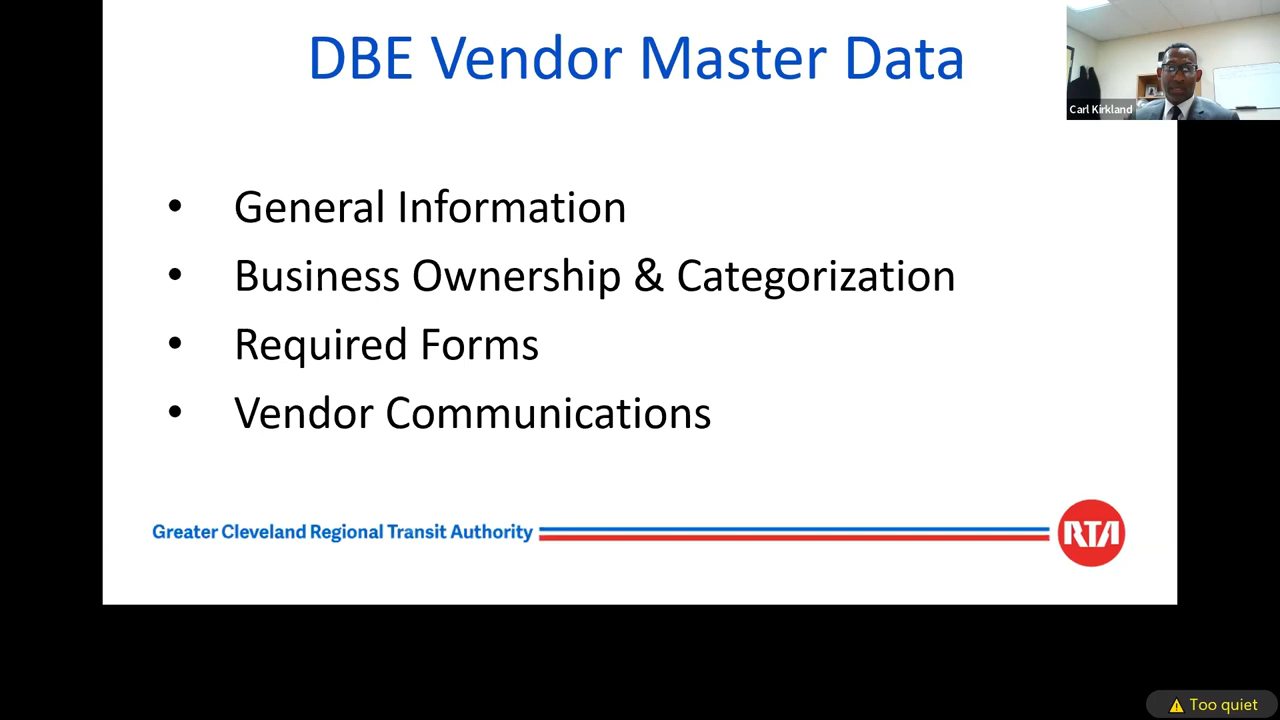 DBE Vendor Master Data
Carl Kirkland
• General Information
• Business Ownership & Categorization
• Required Forms
• Vendor Communications
Greater Cleveland Regional Transit Authority
RTA
Too quiet